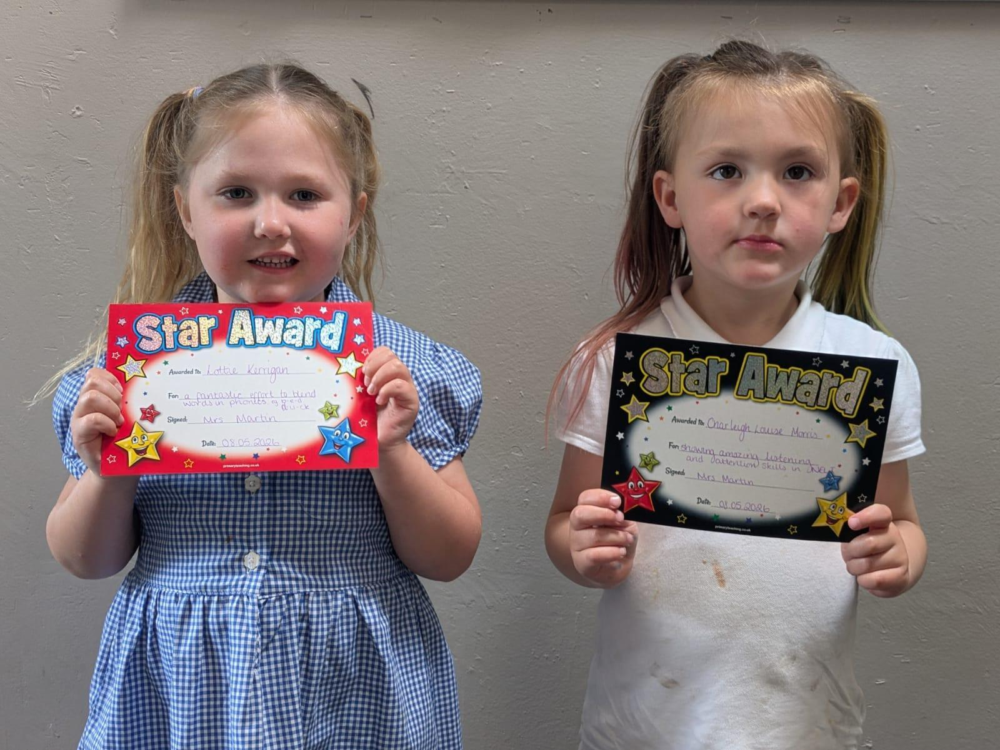 Star Award
Awarded to: Lottie Kerrigan
For: a fantastic effort to blend
words in phonics eg p-e-d
d-u-ck
Signed: Mrs Martin
Date: 08.05.2026
primaryteaching.co.uk
Star Award
Awarded to: Charleigh Louise Morris
For: showing amazing listening
and attention skills in NELI
Signed: Mrs Martin
Date: 08.05.2026
primaryteaching.co.uk